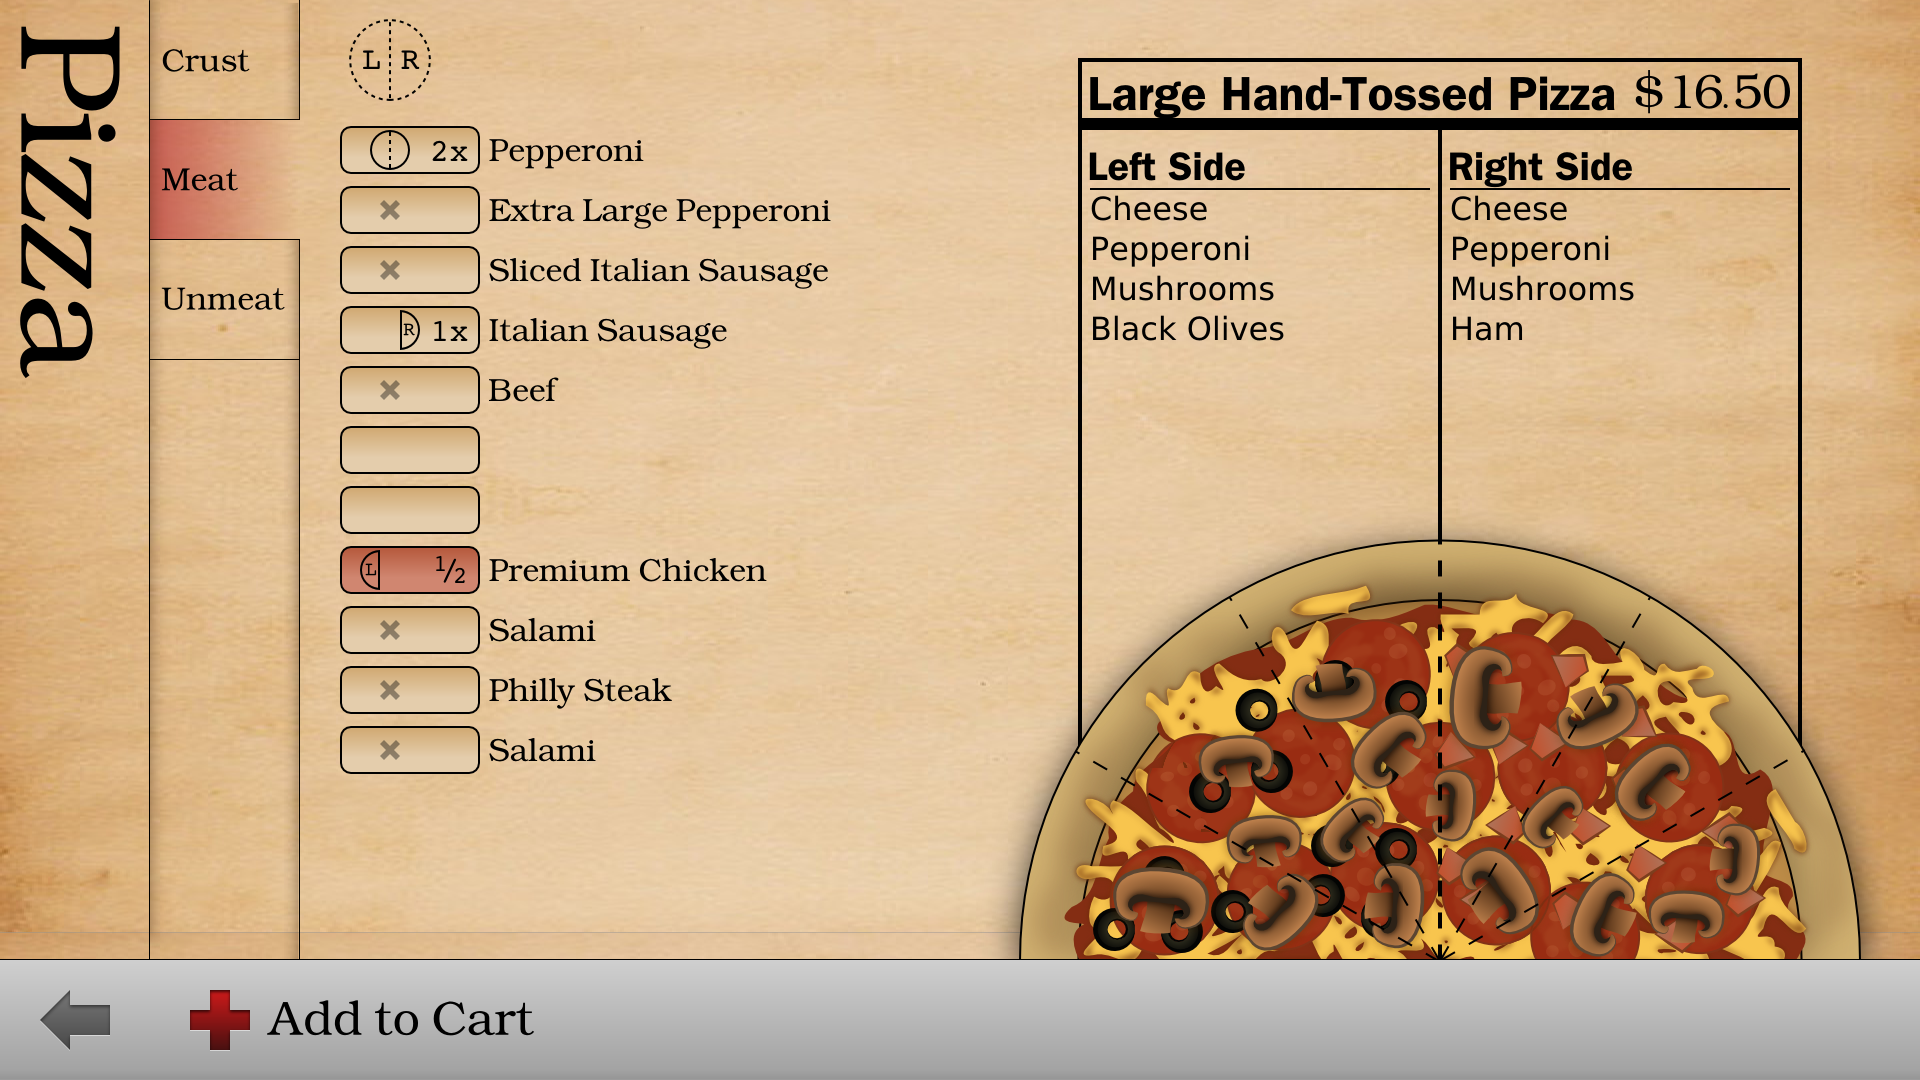 Pizza
Crust
Meat
Unmeat
L R
2x Pepperoni
Extra Large Pepperoni
Sliced Italian Sausage
R 1x Italian Sausage
Beef
L ½ Premium Chicken
Salami
Philly Steak
Salami
Large Hand-Tossed Pizza $16.50
Left Side
Cheese
Pepperoni
Mushrooms
Black Olives
Right Side
Cheese
Pepperoni
Mushrooms
Ham
Add to Cart